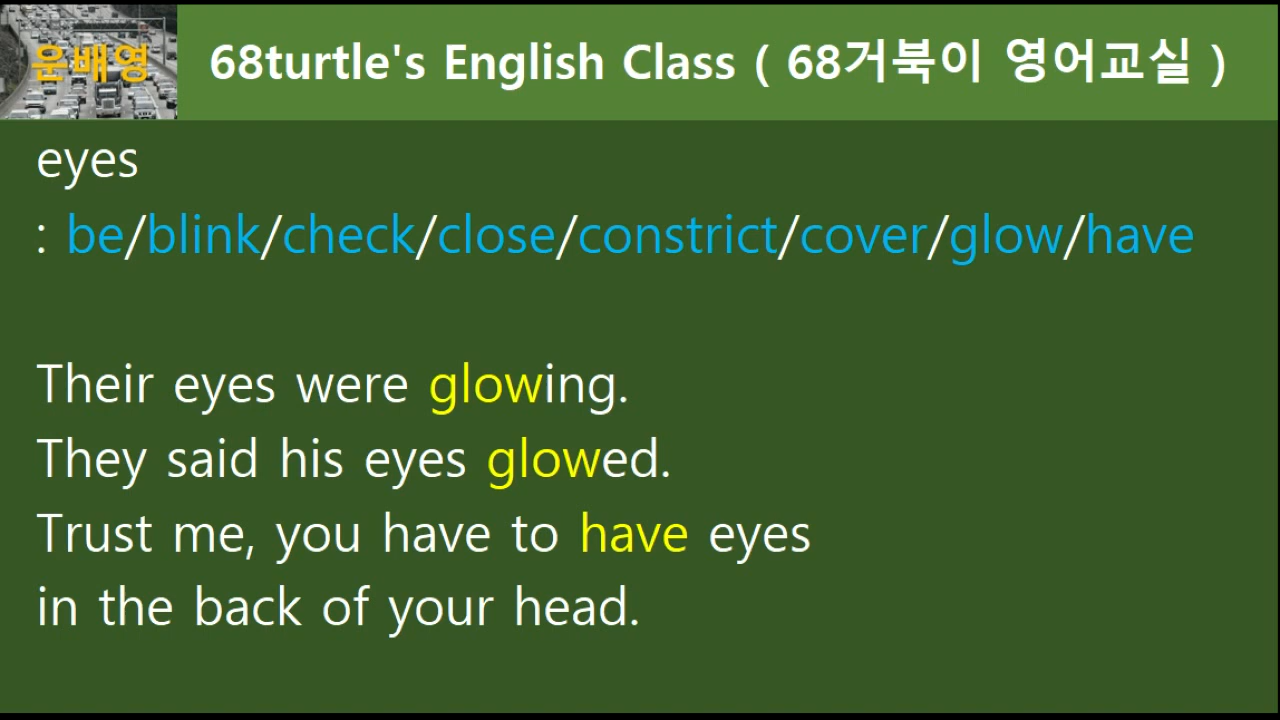 운배영
68turtle's English Class ( 68거북이 영어교실 )
eyes
: be/blink/check/close/constrict/cover/glow/have
Their eyes were glowing.
They said his eyes glowed.
Trust me, you have to have eyes
in the back of your head.